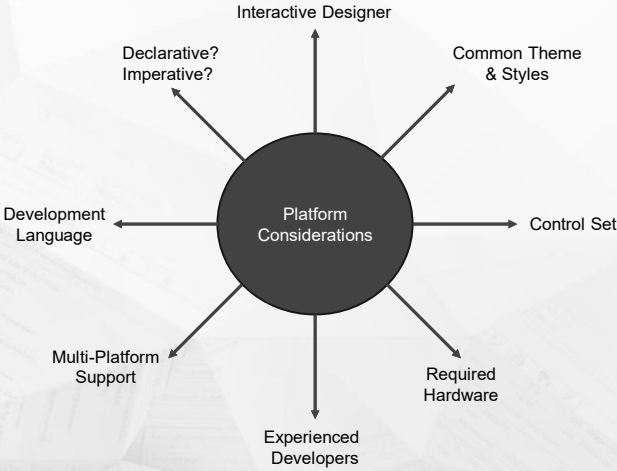 Interactive Designer
Declarative?
Imperative?
Common Theme
& Styles
Development
Language
Platform
Considerations
Control Set
Multi-Platform
Support
Required
Hardware
Experienced
Developers